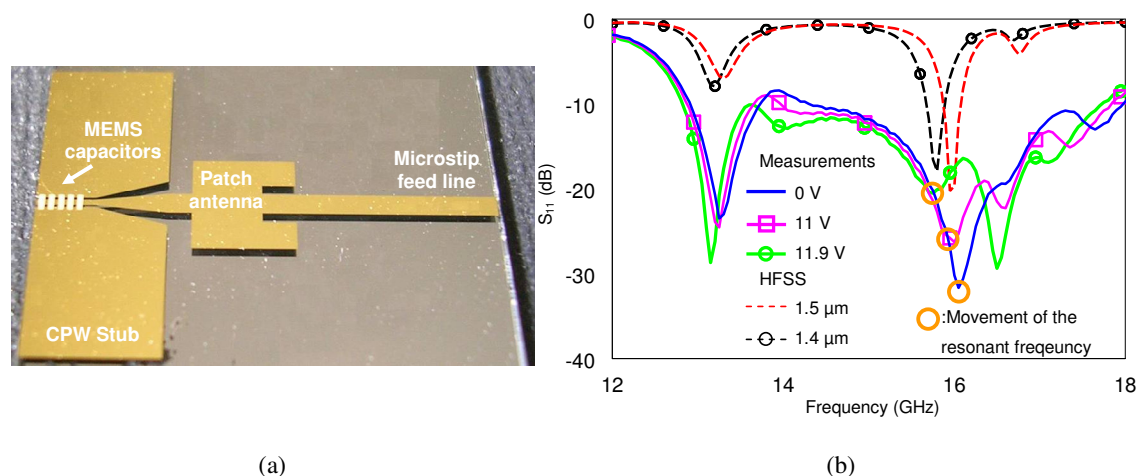 MEMS
capacitors
Patch
antenna
Microstip
feed line
CPW Stub
(a)
0
-10
-20
-30
-40
S11 (dB)
12
14
16
18
Frequency (GHz)
Measurements
0 V
11 V
11.9 V
HFSS
1.5 μm
1.4 μm
:Movement of the
resonant freqeuncy
(b)